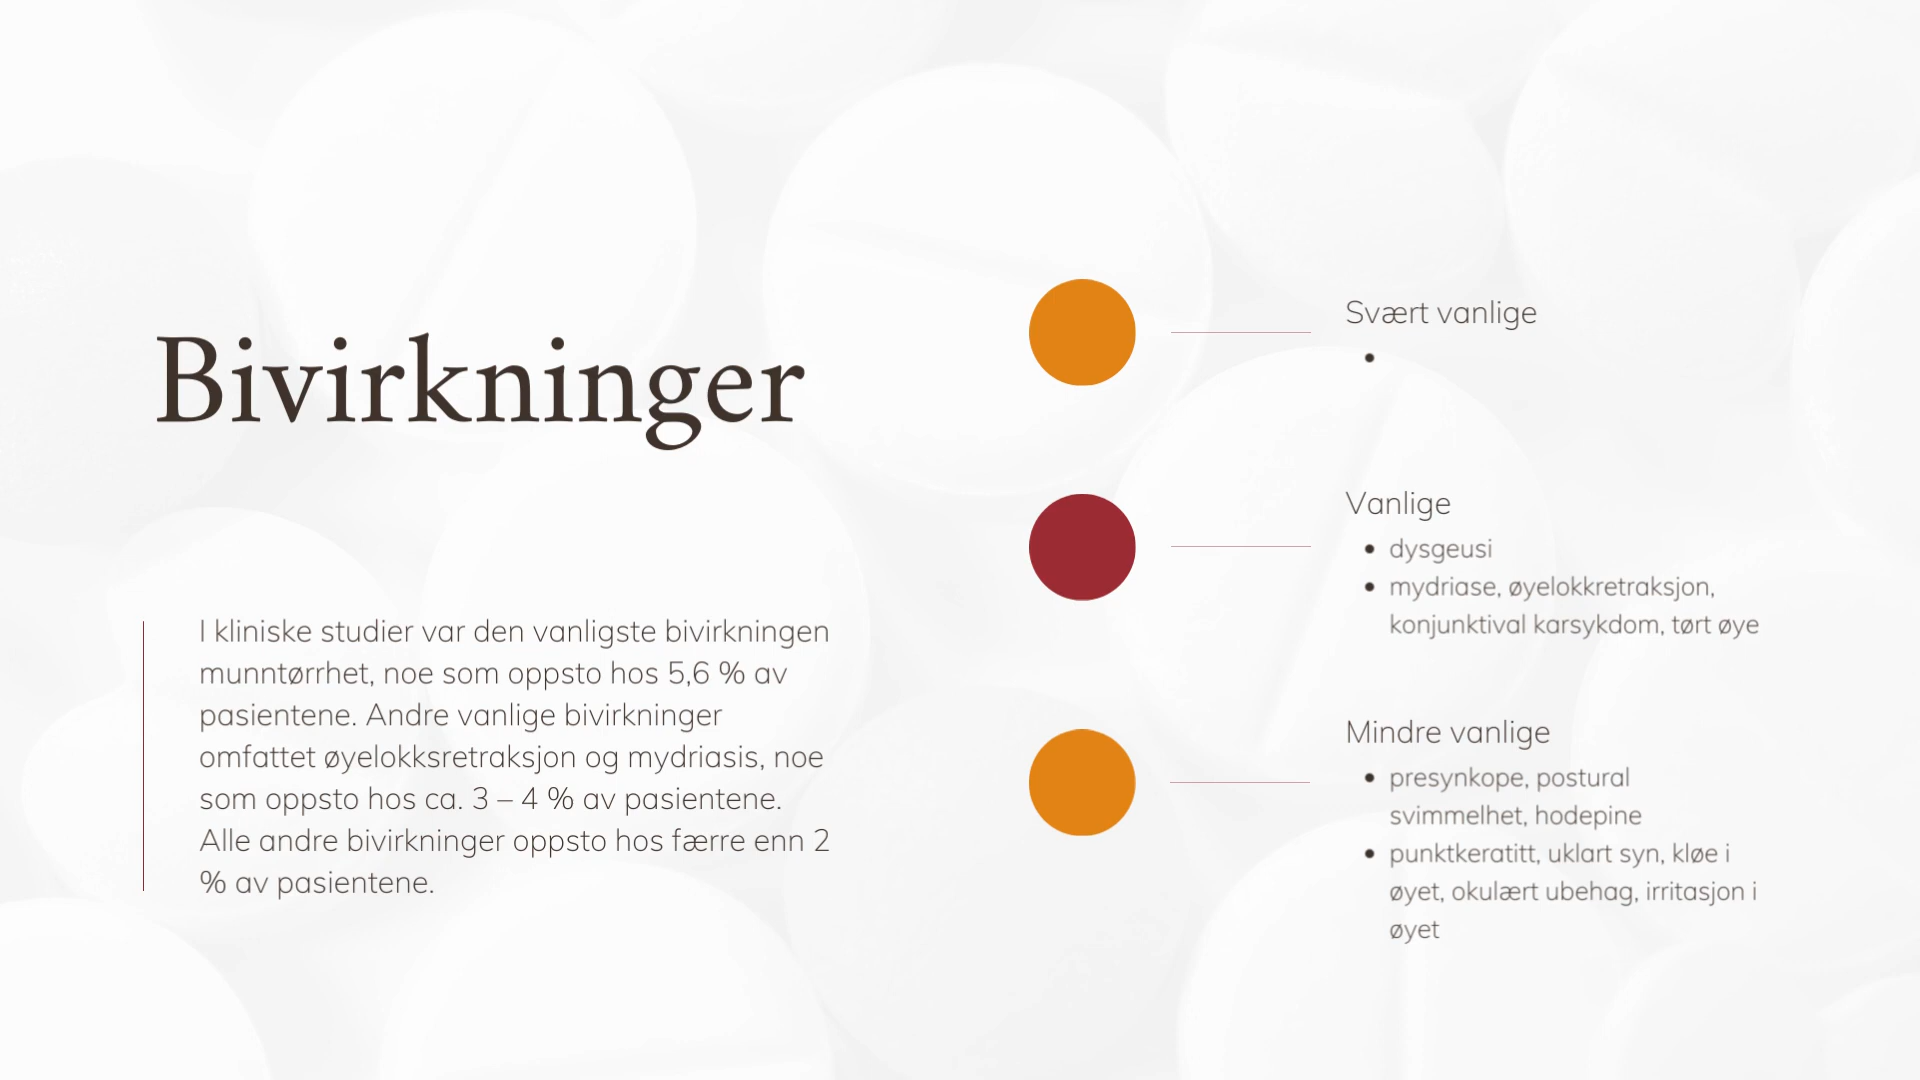 Bivirkninger
I kliniske studier var den vanligste bivirkningen
munntørrhet, noe som oppsto hos 5,6 % av
pasientene. Andre vanlige bivirkninger
omfattet øyelokksretraksjon og mydriasis, noe
som oppsto hos ca. 3 – 4 % av pasientene.
Alle andre bivirkninger oppsto hos færre enn 2
% av pasientene.
Svært vanlige
•
Vanlige
• dysgeusi
• mydriase, øyelokkretraksjon,
konjunktival karsykdom, tørt øye
Mindre vanlige
• presynkope, postural
svimmelhet, hodepine
• punktkeratitt, uklart syn, kløe i
øyet, okulært ubehag, irritasjon i
øyet